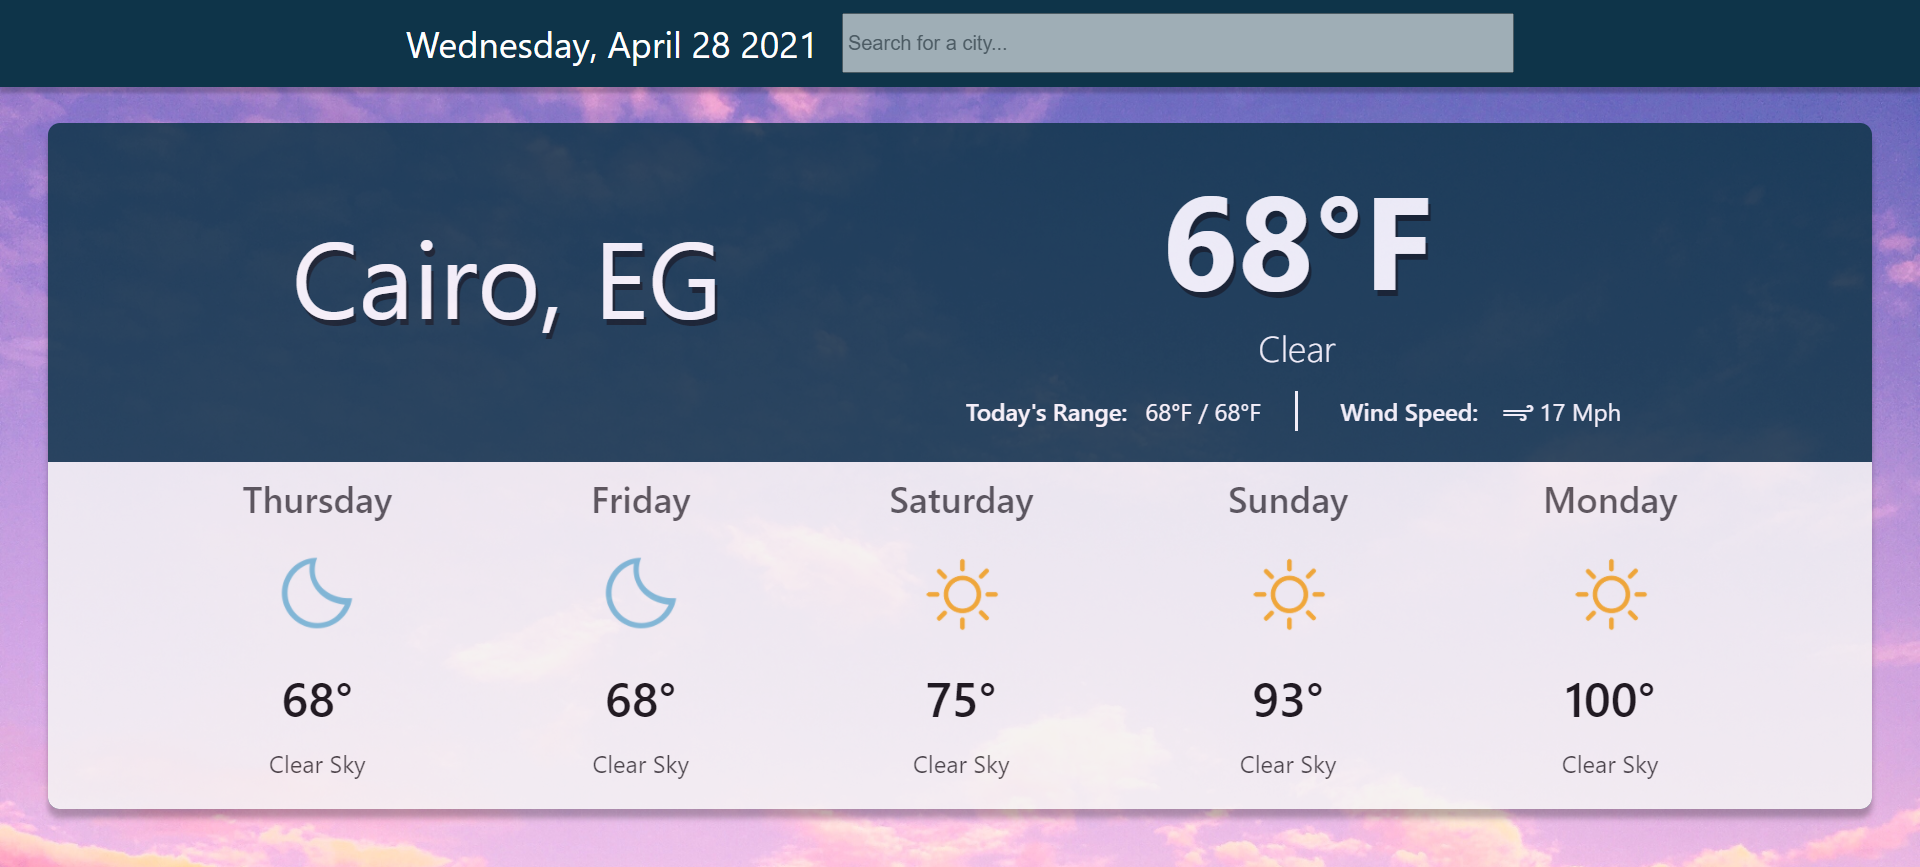 Wednesday, April 28 2021
Search for a city...
Cairo, EG
68°F
Clear
Today's Range: 68°F / 68°F
Wind Speed: 17 Mph
Thursday
68°
Clear Sky
Friday
68°
Clear Sky
Saturday
75°
Clear Sky
Sunday
93°
Clear Sky
Monday
100°
Clear Sky